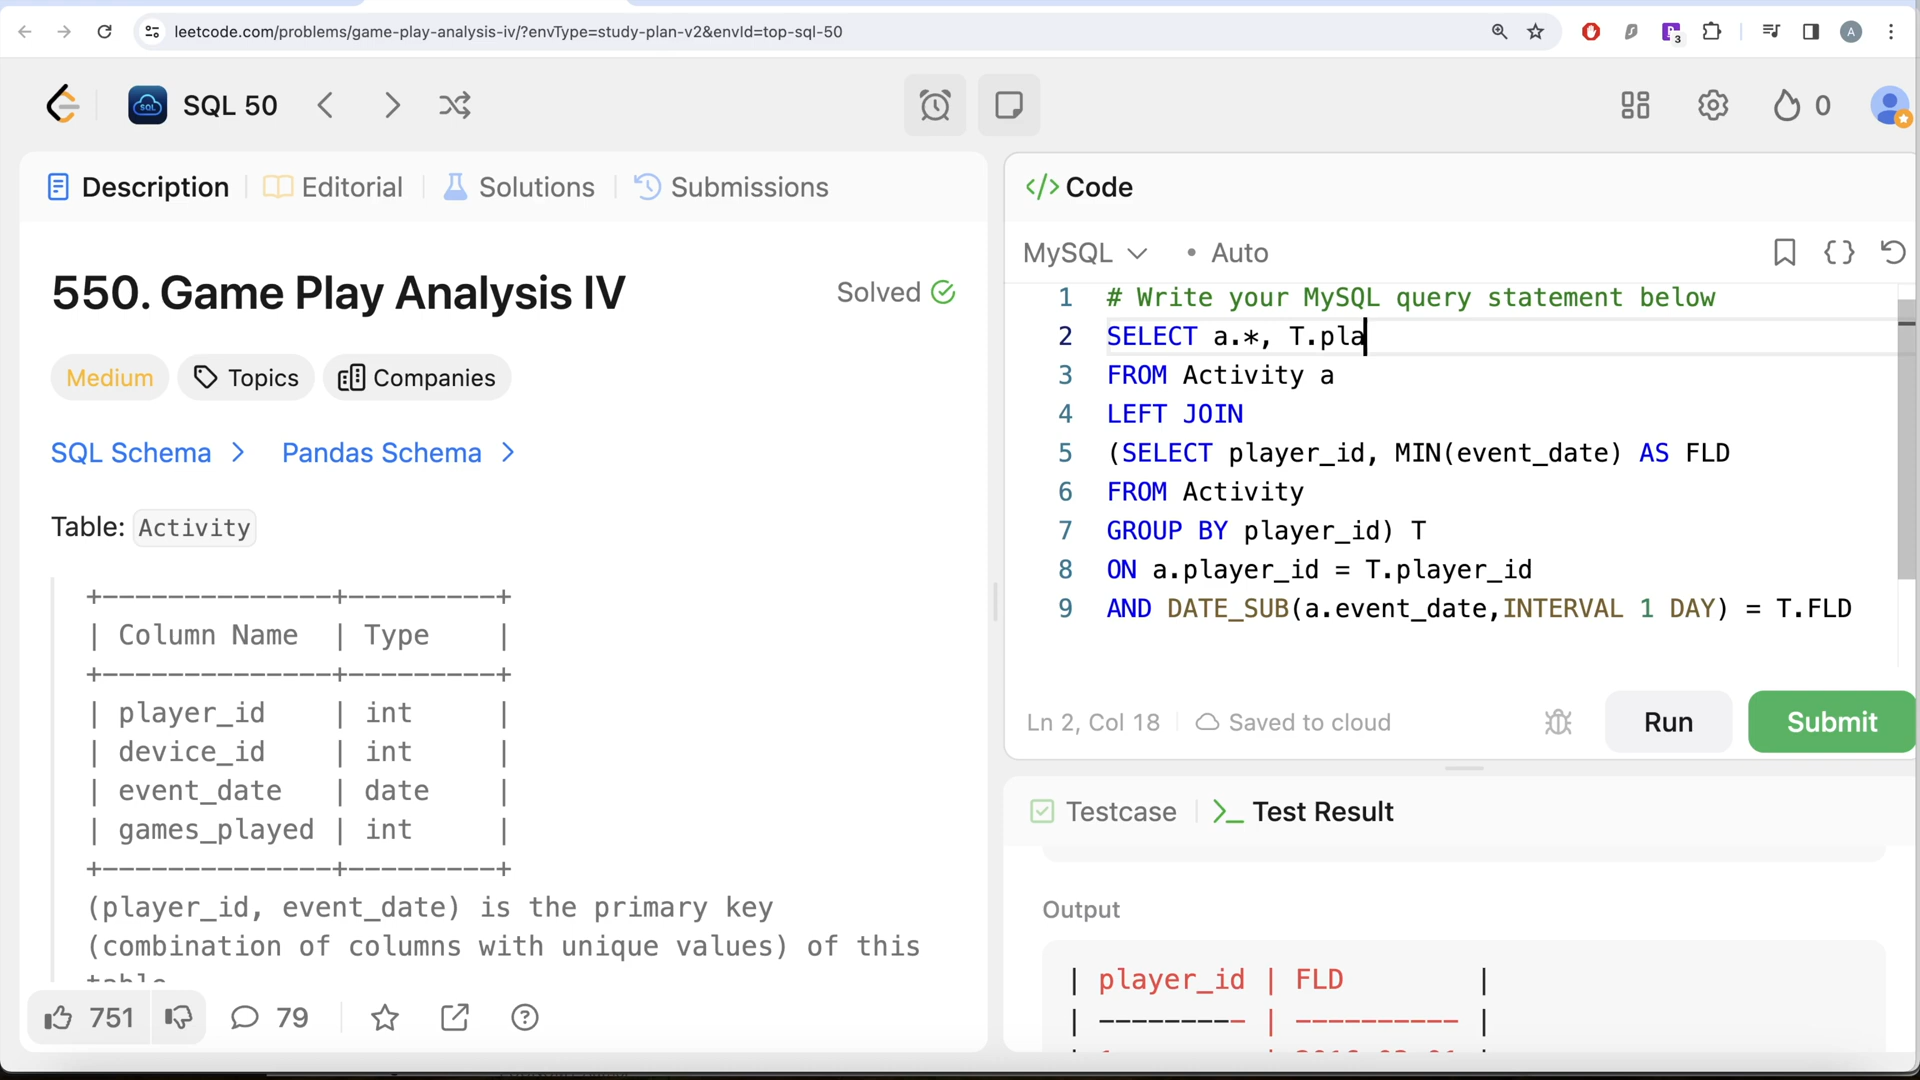 leetcode.com/problems/game-play-analysis-iv/?envType=study-plan-v2&envId=top-sql-50
3
A
SQL
SQL 50
0
Description
Editorial
Solutions
Submissions
550. Game Play Analysis IV
Solved
Medium
Topics
Companies
SQL Schema
Pandas Schema
Table: Activity
+--------------+---------+
| Column Name  | Type    |
+--------------+---------+
| player_id    | int     |
| device_id    | int     |
| event_date   | date    |
| games_played | int     |
+--------------+---------+
(player_id, event_date) is the primary key
(combination of columns with unique values) of this
751
79
</> Code
MySQL
• Auto
1 # Write your MySQL query statement below
2 SELECT a.*, T.pla
3 FROM Activity a
4 LEFT JOIN
5 (SELECT player_id, MIN(event_date) AS FLD
6 FROM Activity
7 GROUP BY player_id) T
8 ON a.player_id = T.player_id
9 AND DATE_SUB(a.event_date,INTERVAL 1 DAY) = T.FLD
Ln 2, Col 18
Saved to cloud
Run
Submit
Testcase
>_ Test Result
Output
| player_id | FLD        |
| --------- | ---------- |